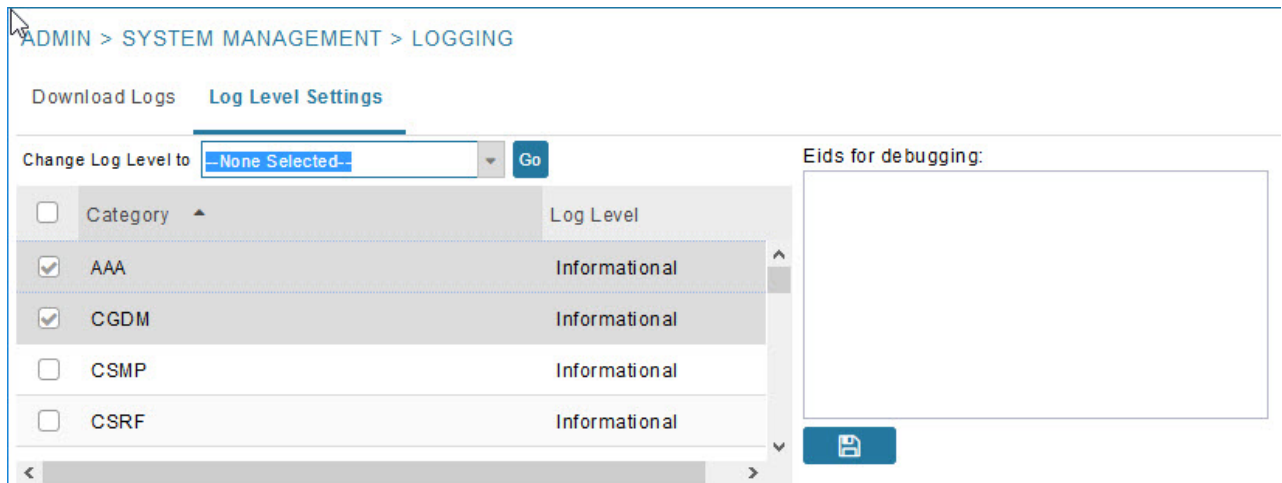 ADMIN > SYSTEM MANAGEMENT > LOGGING
Download Logs Log Level Settings
Change Log Level to --None Selected-- Go
Eids for debugging:
Category Log Level
AAA Informational
CGDM Informational
CSMP Informational
CSRF Informational